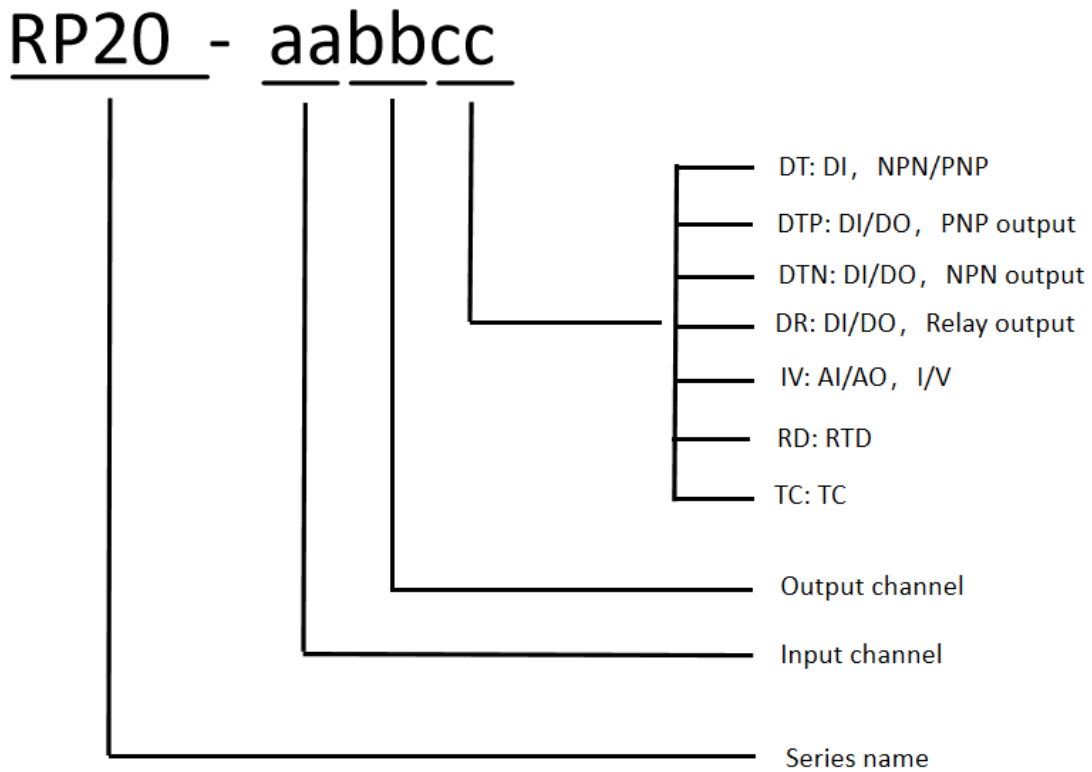 RP20 - aabbcc
DT: DI, NPN/PNP
DTP: DI/DO, PNP output
DTN: DI/DO, NPN output
DR: DI/DO, Relay output
IV: AI/AO, I/V
RD: RTD
TC: TC
Output channel
Input channel
Series name